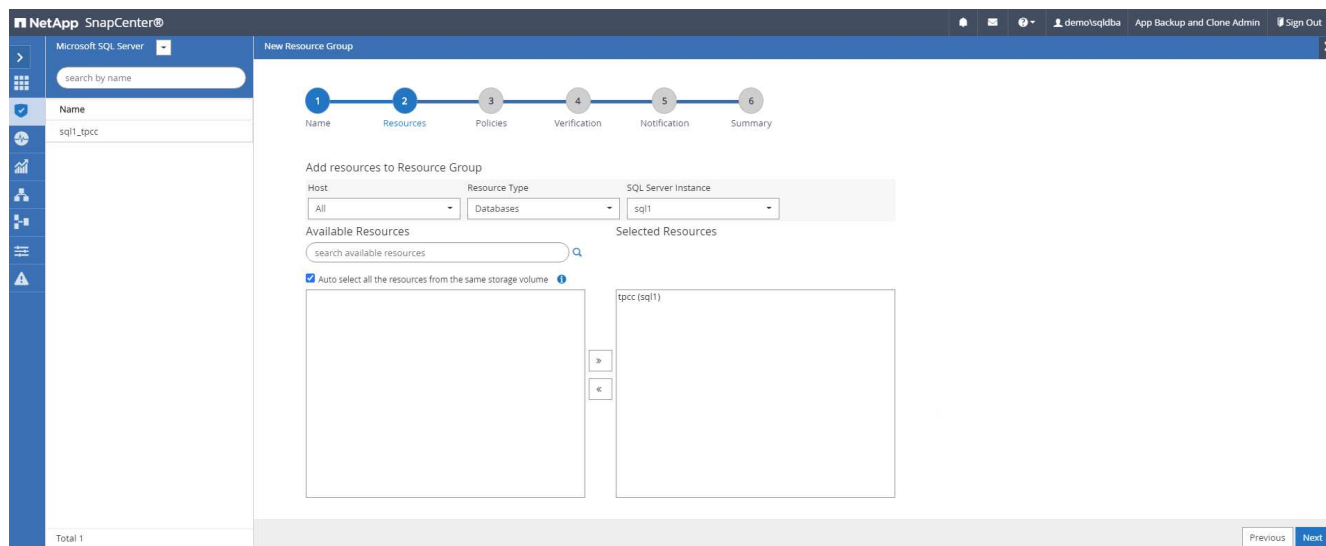 NetApp SnapCenter®
demo\sqldba App Backup and Clone Admin Sign Out
Microsoft SQL Server
New Resource Group
search by name
Name
sql1_tpcc
1 2 3 4 5 6
Name Resources Policies Verification Notification Summary
Add resources to Resource Group
Host Resource Type SQL Server Instance
All Databases sql1
Available Resources Selected Resources
search available resources
Auto select all the resources from the same storage volume
tpcc (sql1)
»
«
Total 1
Previous Next